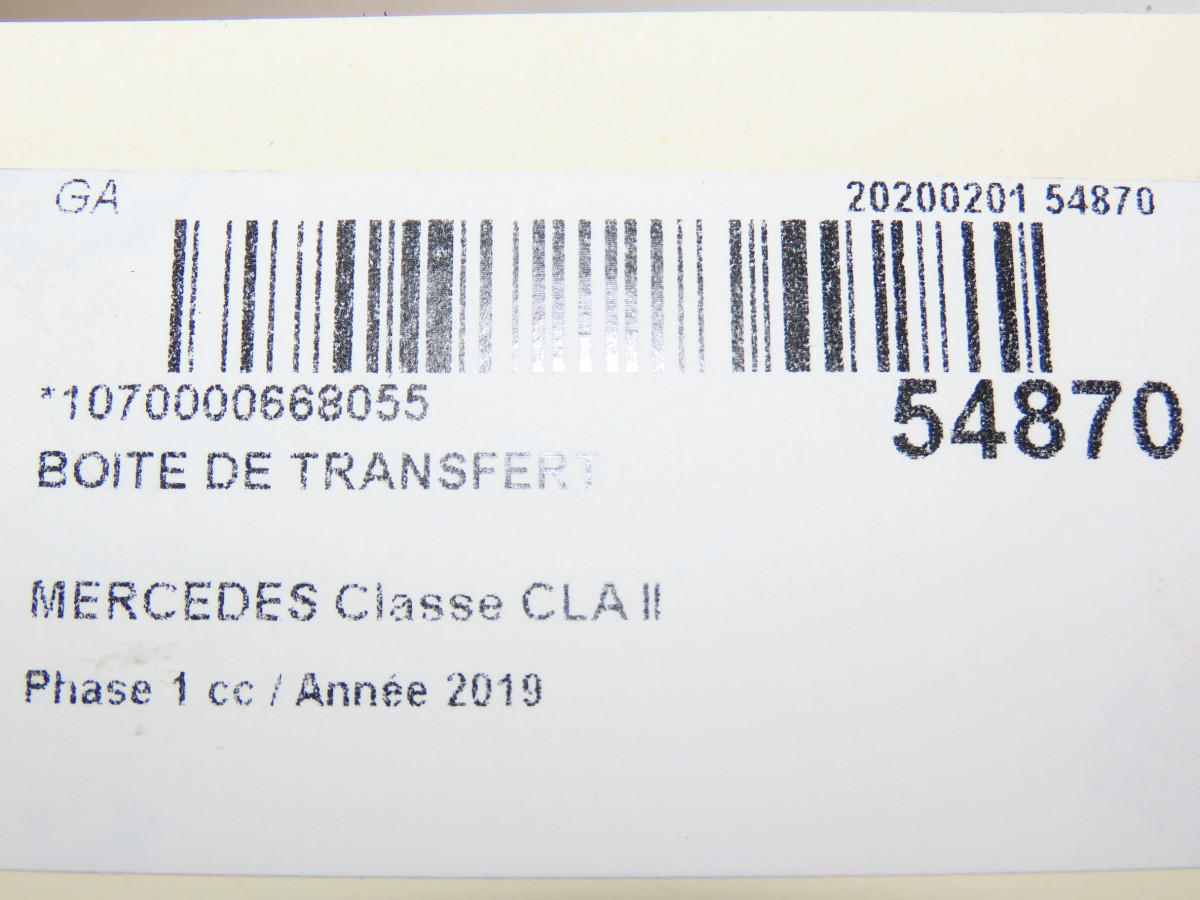 GA 20200201 54870
*1070000668055 54870
BOITE DE TRANSFERT
MERCEDES Classe CLA II
Phase 1 cc / Année 2019